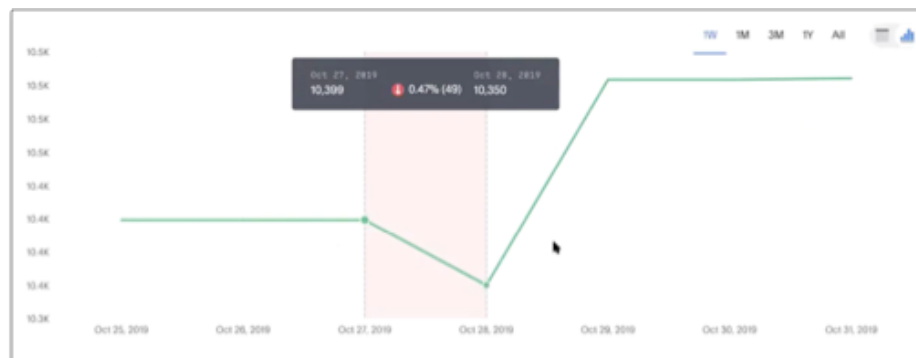 1W 1M 3M 1Y All
10.5K
Oct 27, 2019 Oct 28, 2019
10,399 0.47% (49) 10,350
10.5K
10.5K
10.5K
10.4K
10.4K
10.4K
10.4K
10.3K
Oct 25, 2019 Oct 26, 2019 Oct 27, 2019 Oct 28, 2019 Oct 29, 2019 Oct 30, 2019 Oct 31, 2019